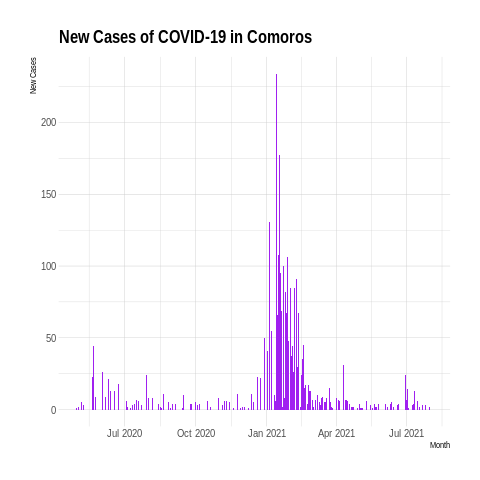 New Cases of COVID-19 in Comoros
New Cases
200
150
100
50
0
Jul 2020 Oct 2020 Jan 2021 Apr 2021 Jul 2021
Month